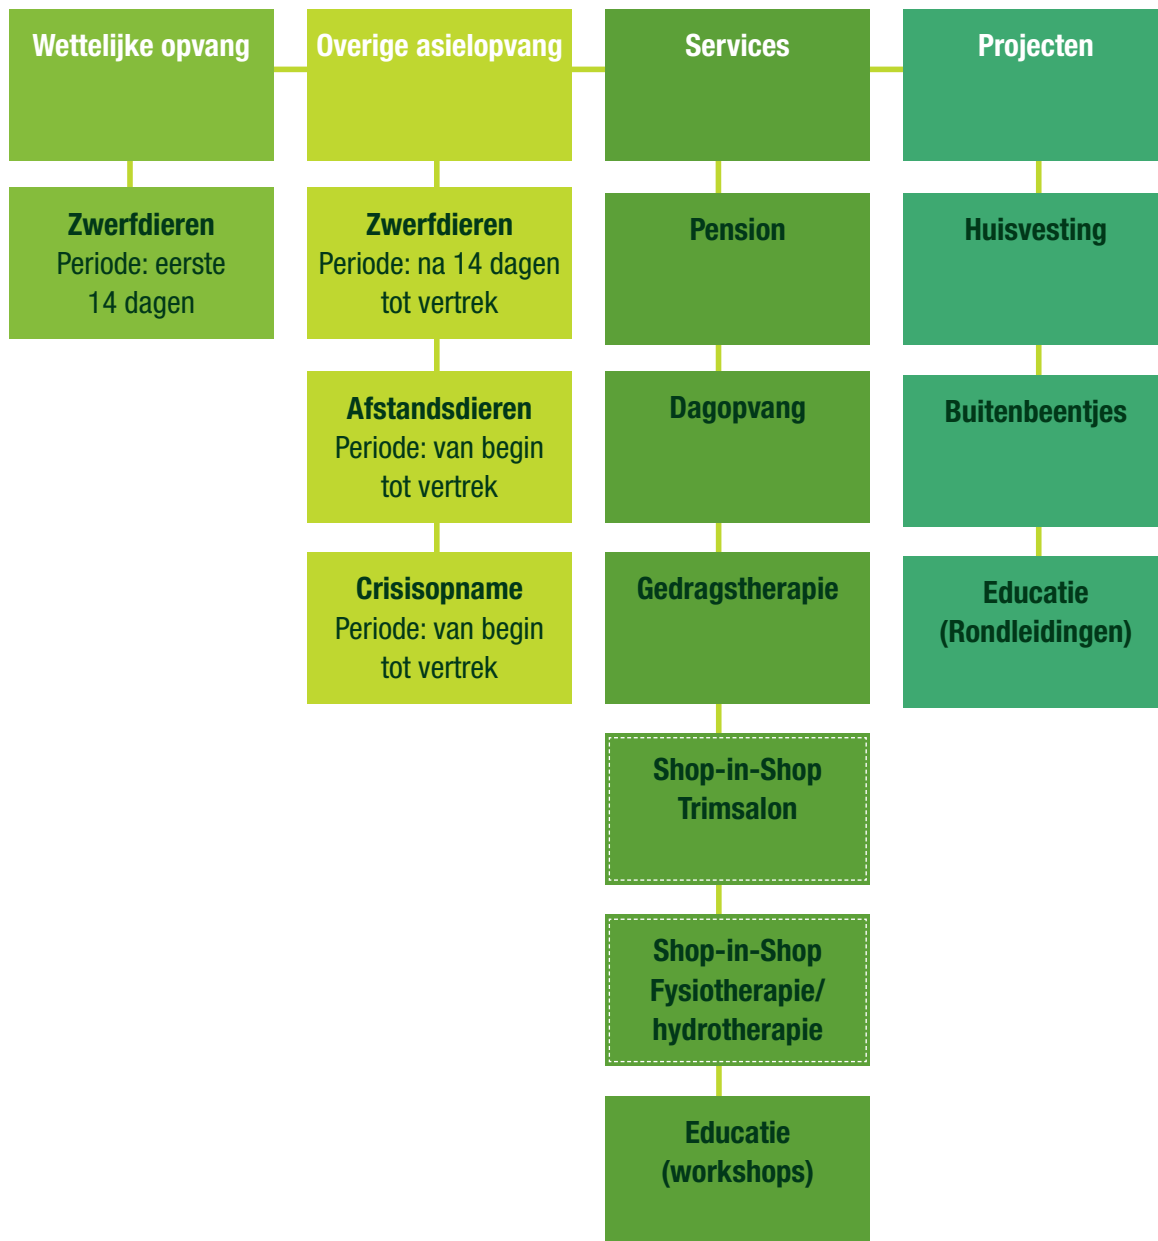 Wettelijke opvang
Overige asielopvang
Services
Projecten
Zwerfdieren
Periode: eerste
14 dagen
Zwerfdieren
Periode: na 14 dagen
tot vertrek
Afstandsdieren
Periode: van begin
tot vertrek
Crisisopname
Periode: van begin
tot vertrek
Pension
Dagopvang
Gedragstherapie
Shop-in-Shop
Trimsalon
Shop-in-Shop
Fysiotherapie/
hydrotherapie
Educatie
(workshops)
Huisvesting
Buitenbeentjes
Educatie
(Rondleidingen)